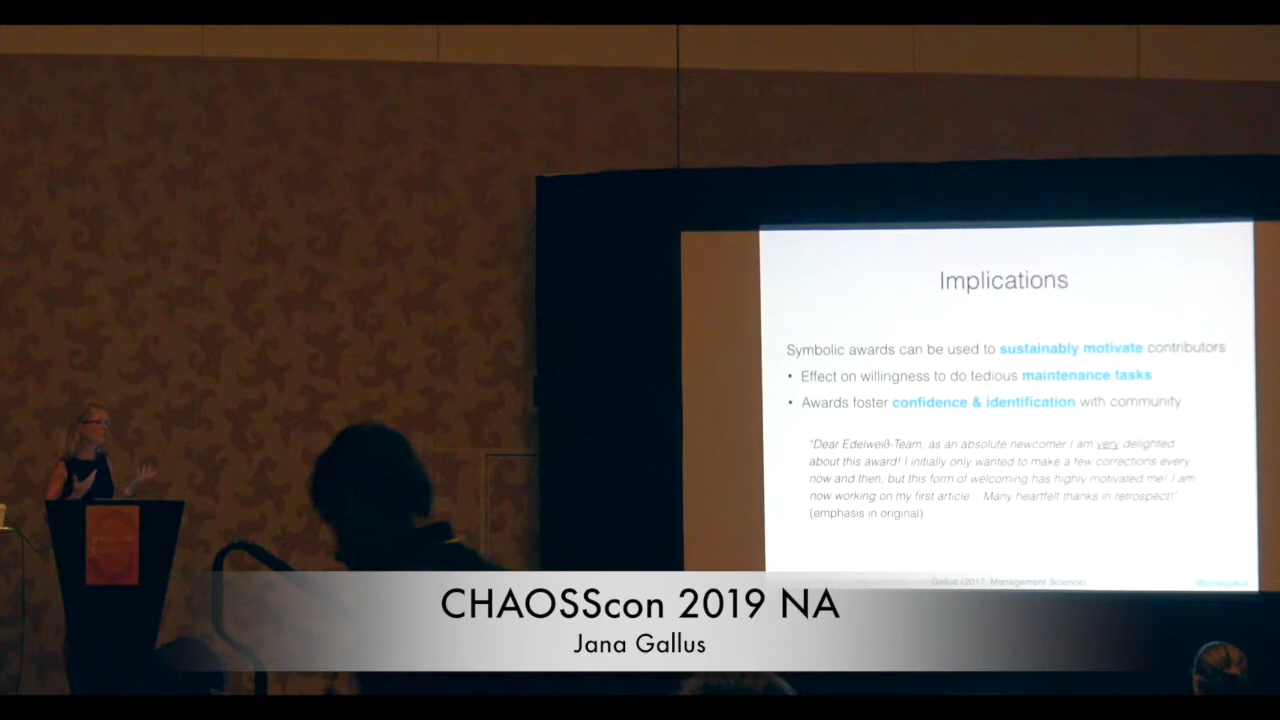 Implications
Symbolic awards can be used to sustainably motivate contributors
• Effect on willingness to do tedious maintenance tasks
• Awards foster confidence & identification with community
"Dear Edelweiß-Team, as an absolute newcomer I am very delighted
about this award! I initially only wanted to make a few corrections every
now and then, but this form of welcoming has highly motivated me! I am
now working on my first article... Many heartfelt thanks in retrospect!"
(emphasis in original)
Gallus (2017, Management Science)
@janagallus
CHAOSScon 2019 NA
Jana Gallus